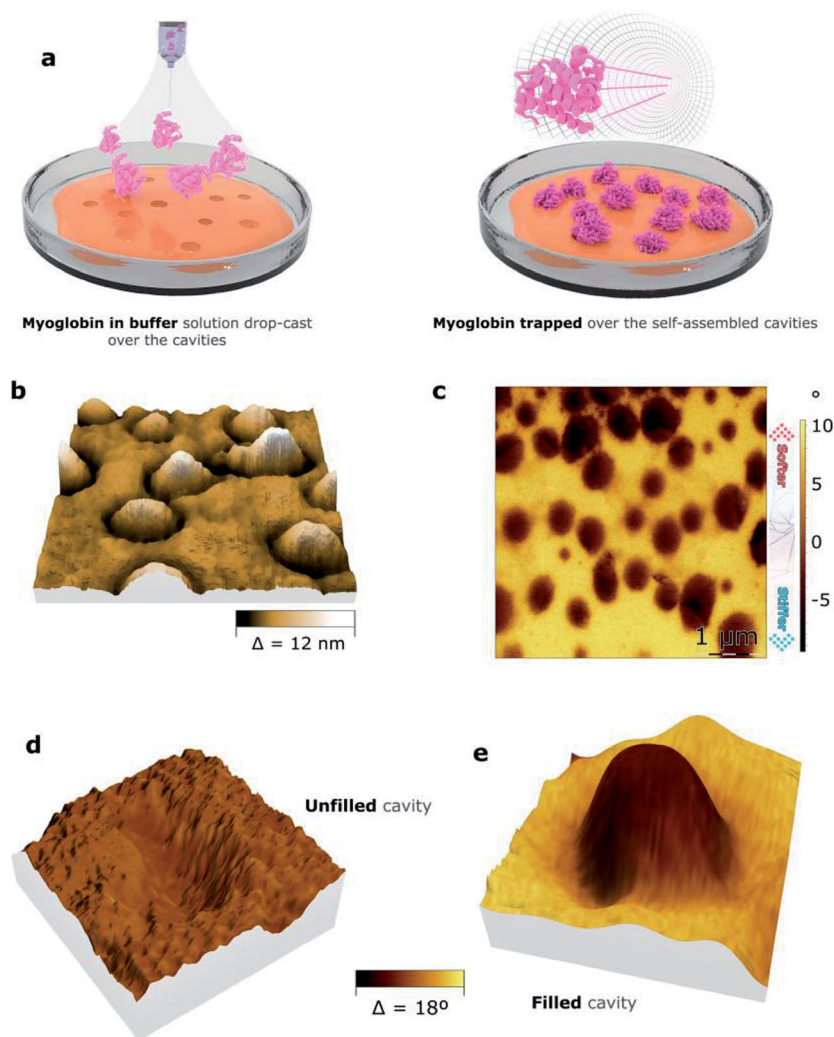 a
Myoglobin in buffer solution drop-cast
over the cavities
Myoglobin trapped over the self-assembled cavities
b
Δ = 12 nm
c
º
10
5
0
-5
Softer
Stiffer
1 μm
d
Unfilled cavity
e
Δ = 18º
Filled cavity